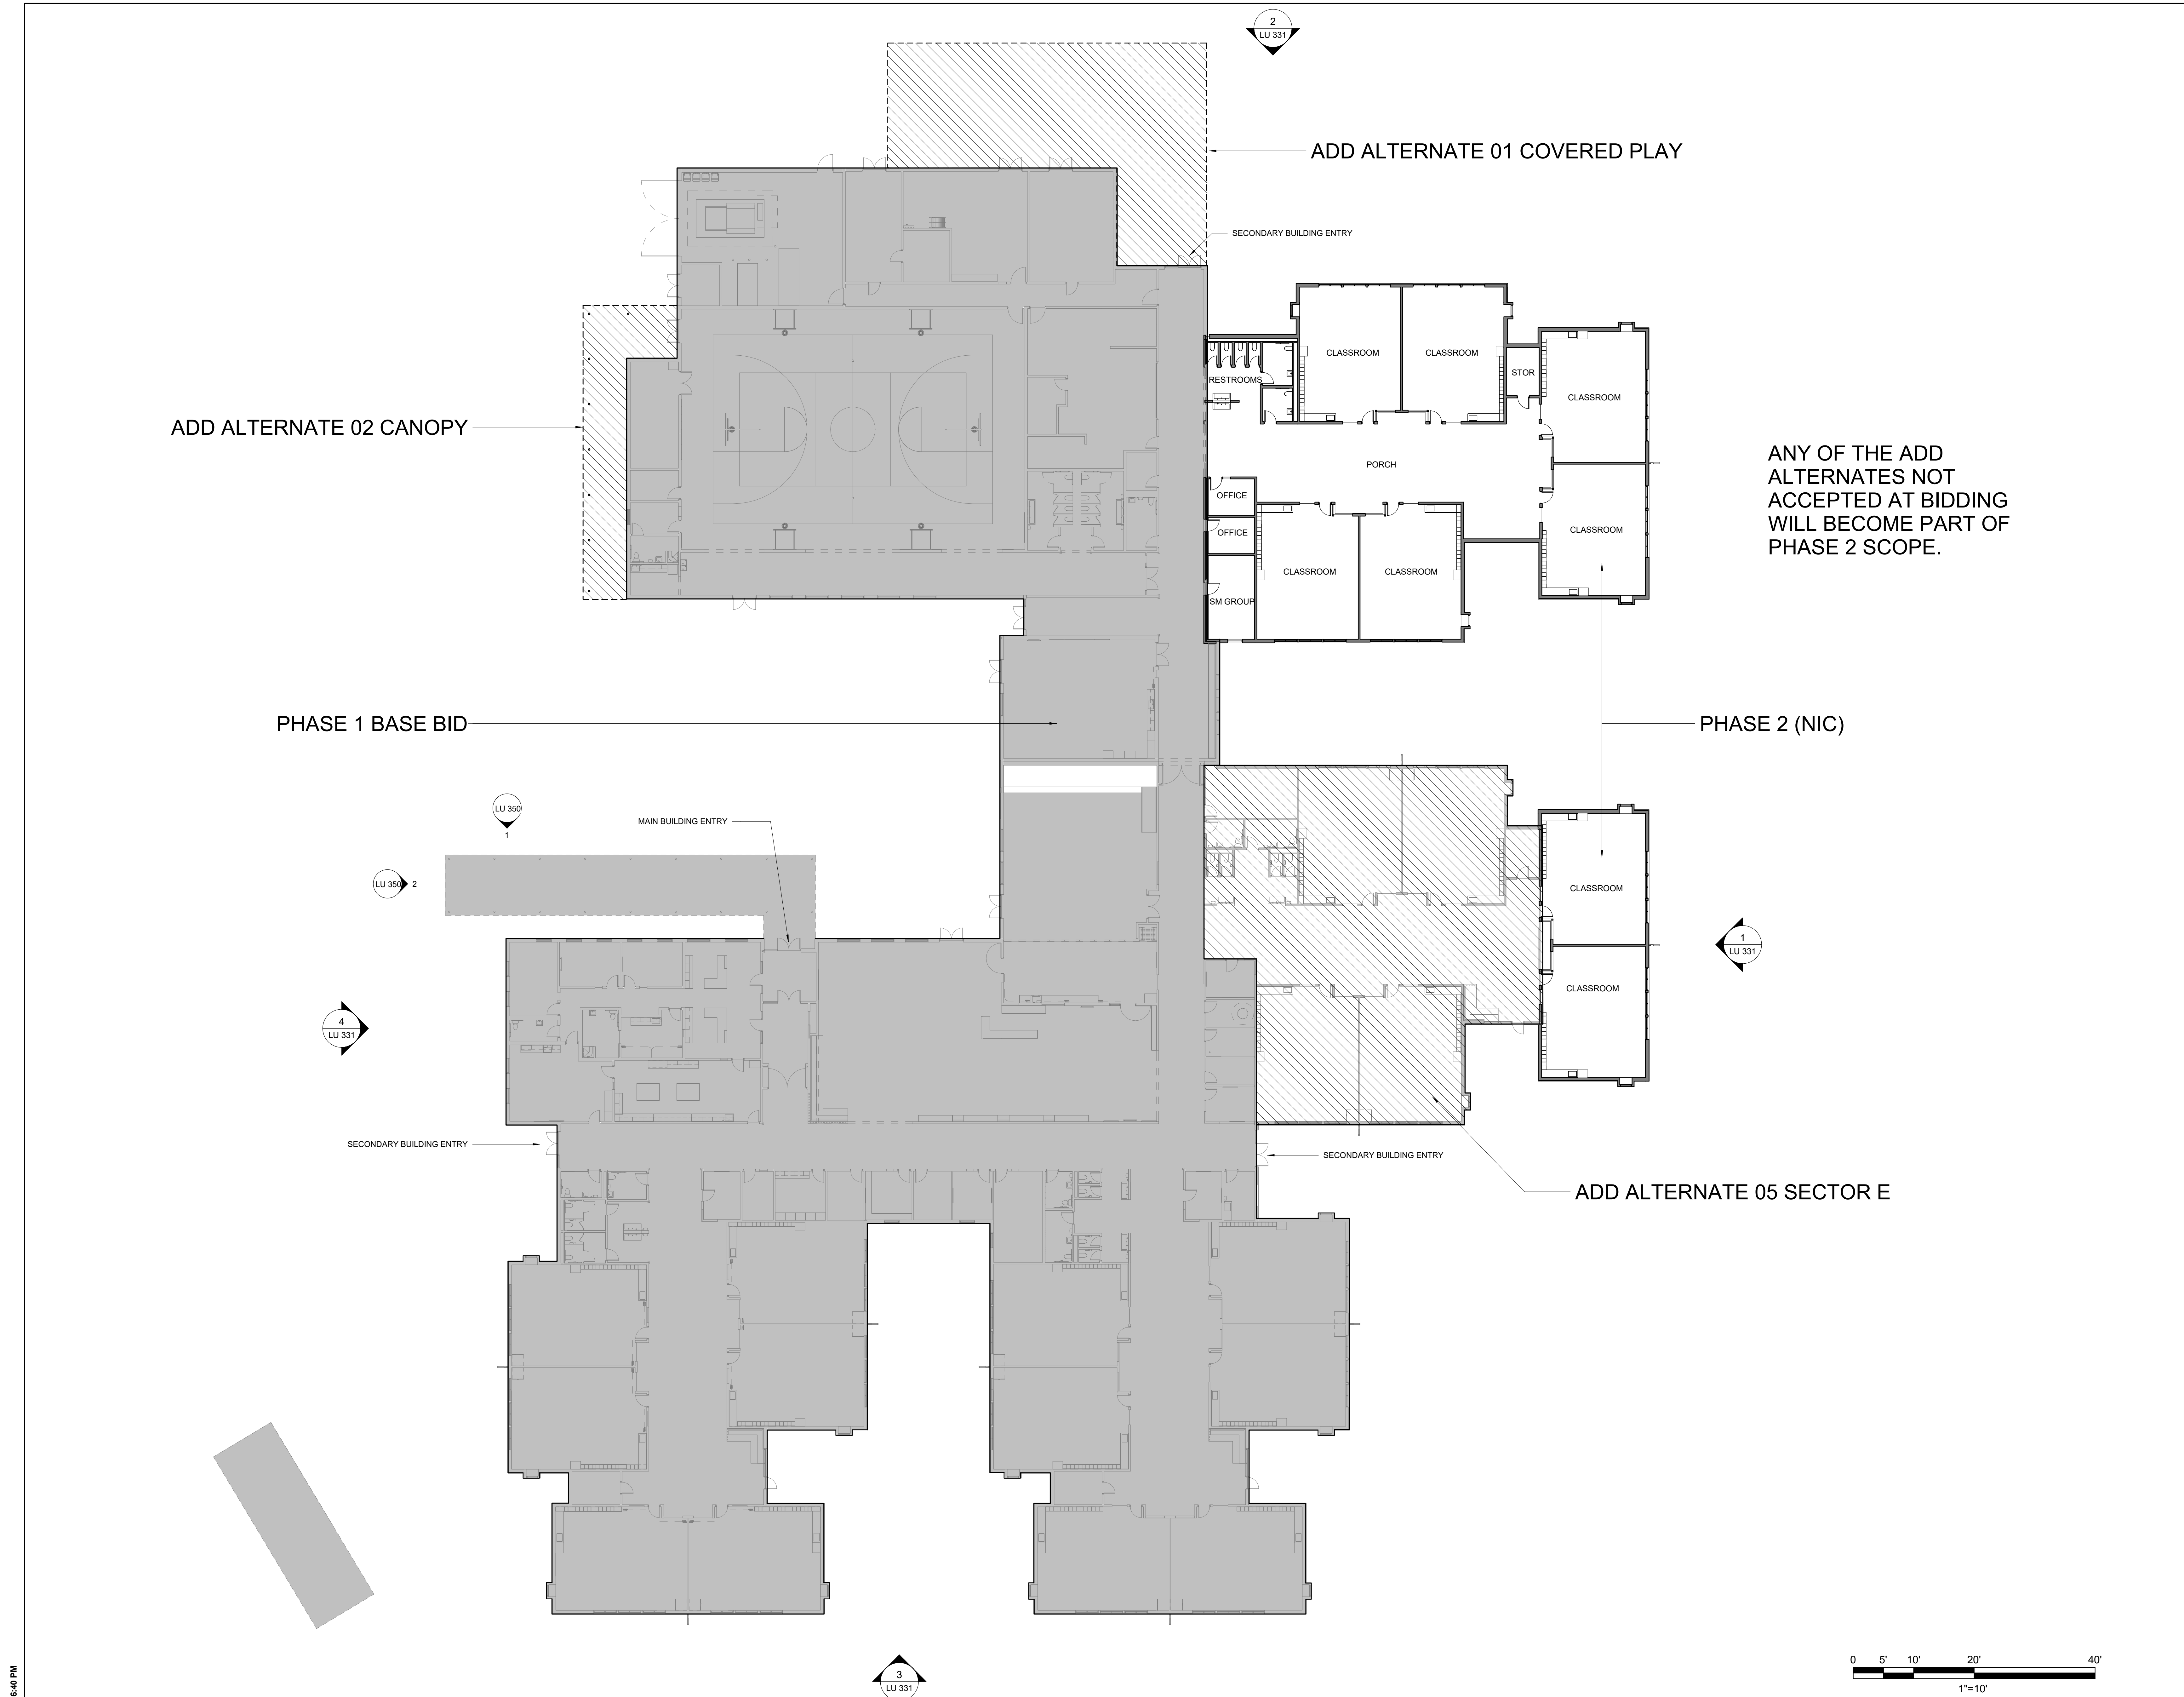 2
LU 331
ADD ALTERNATE 01 COVERED PLAY
SECONDARY BUILDING ENTRY
CLASSROOM
CLASSROOM
STOR
RESTROOMS
CLASSROOM
ADD ALTERNATE 02 CANOPY
PORCH
ANY OF THE ADD
ALTERNATES NOT
ACCEPTED AT BIDDING
WILL BECOME PART OF
PHASE 2 SCOPE.
OFFICE
OFFICE
CLASSROOM
CLASSROOM
CLASSROOM
SM GROUP
PHASE 1 BASE BID
PHASE 2 (NIC)
LU 350
1
MAIN BUILDING ENTRY
LU 350
2
CLASSROOM
1
LU 331
CLASSROOM
4
LU 331
SECONDARY BUILDING ENTRY
SECONDARY BUILDING ENTRY
ADD ALTERNATE 05 SECTOR E
3
LU 331
0 5' 10' 20' 40'
1"=10'
6:40 PM